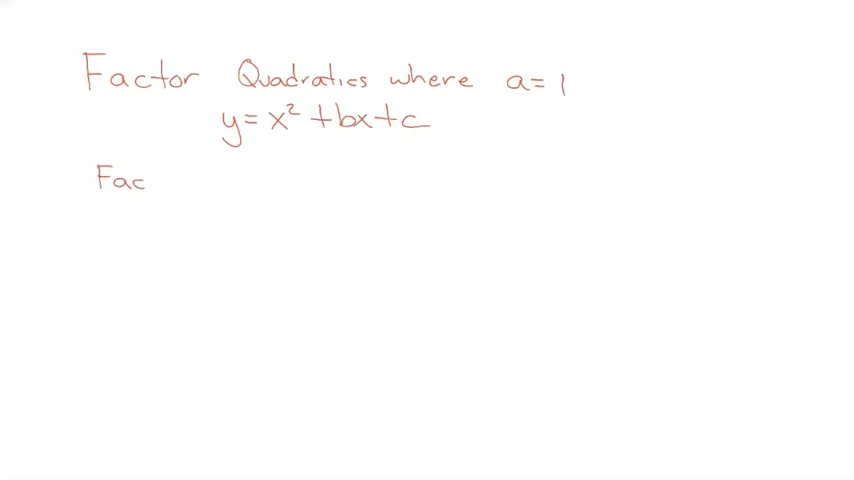 Factor Quadratics where a=1
y=x²+bx+c
Fac